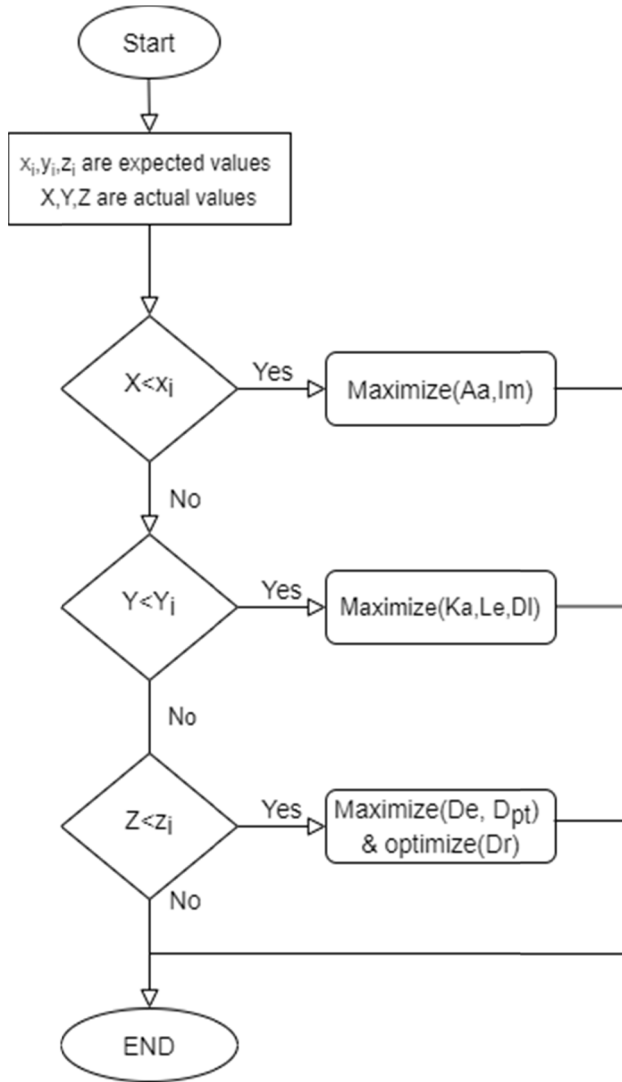 Start
xᵢ,yᵢ,zᵢ are expected values
X,Y,Z are actual values
X<xᵢ
Yes
Maximize(Aa,Im)
No
Y<Yᵢ
Yes
Maximize(Ka,Le,Dl)
No
Z<zᵢ
Yes
Maximize(De, Dpt)
& optimize(Dr)
No
END